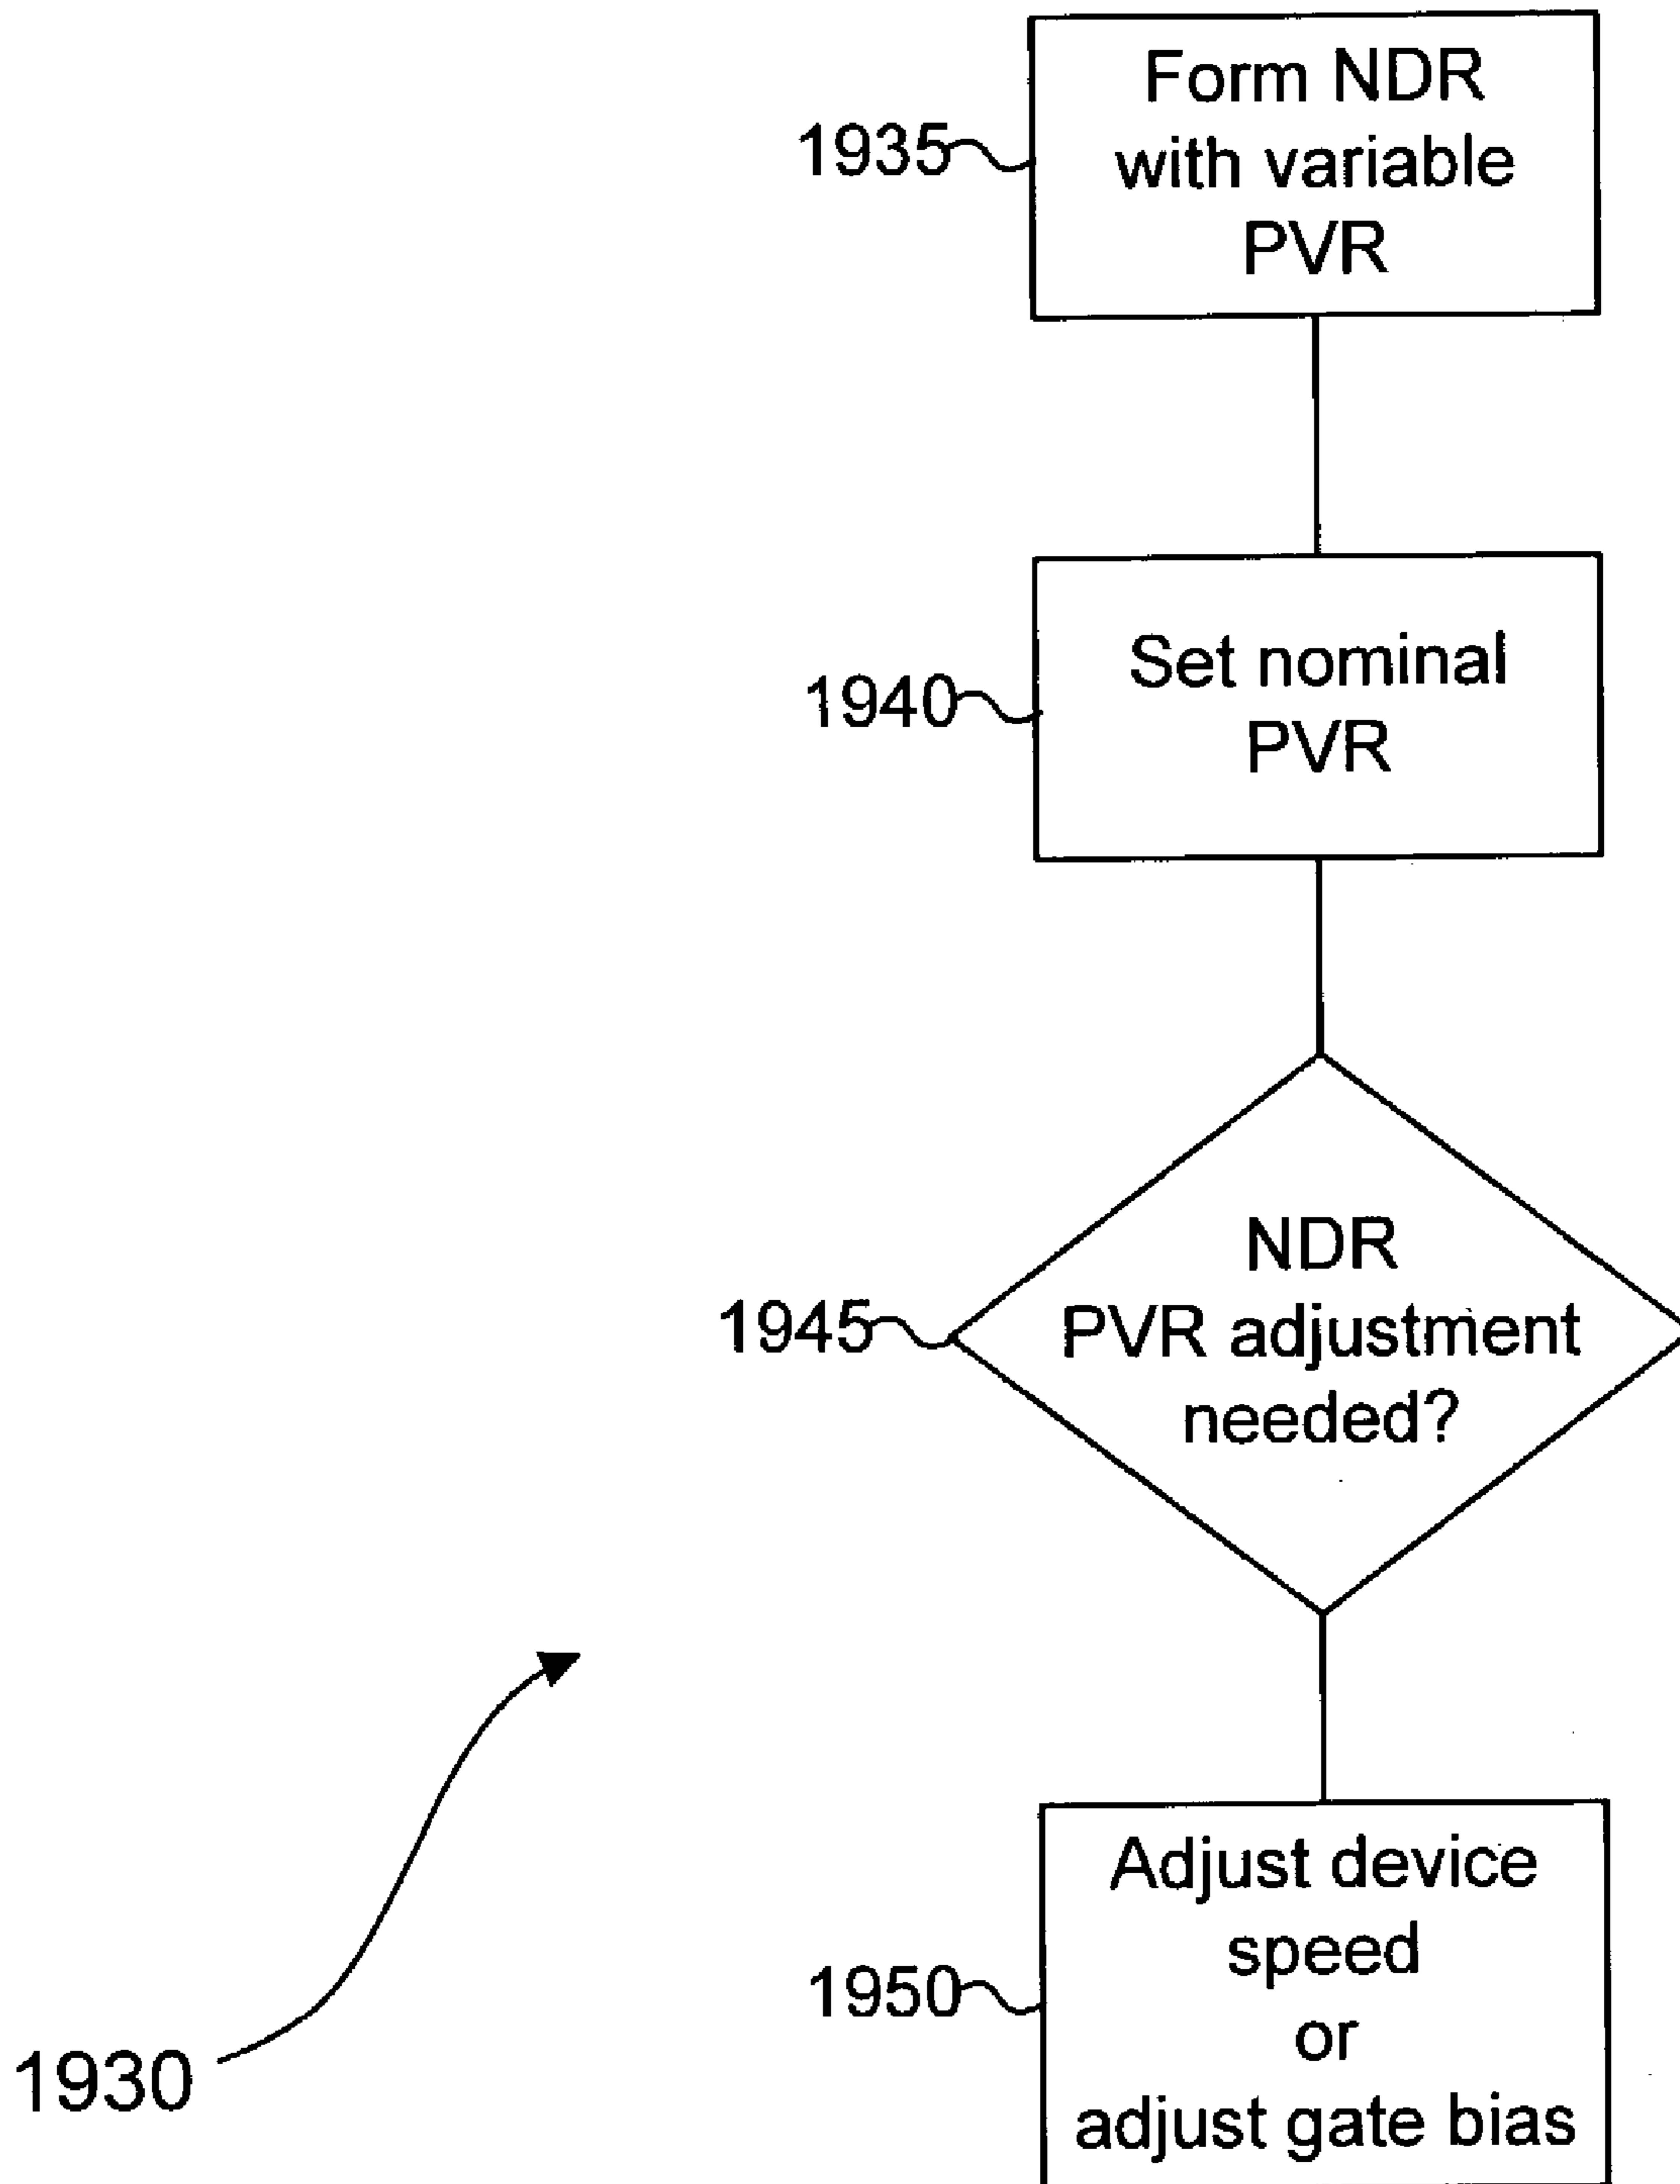 1935
Form NDR
with variable
PVR
1940
Set nominal
PVR
1945
NDR
PVR adjustment
needed?
1950
Adjust device
speed
or
adjust gate bias
1930